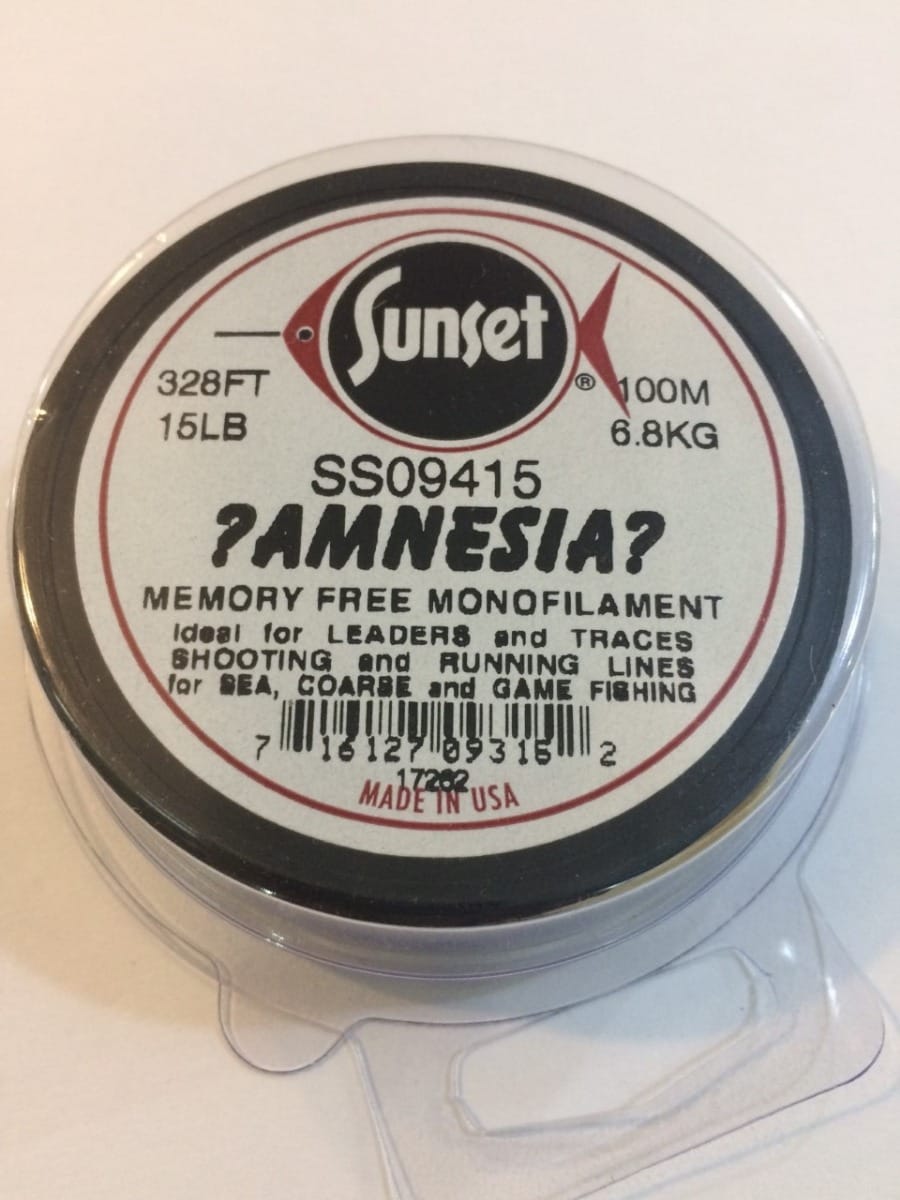 Sunset
®
328FT 100M
15LB 6.8KG
SS09415
?AMNESIA?
MEMORY FREE MONOFILAMENT
Ideal for LEADERS and TRACES
SHOOTING and RUNNING LINES
for SEA, COARSE and GAME FISHING
7 16127 09315 2
17262
MADE IN USA